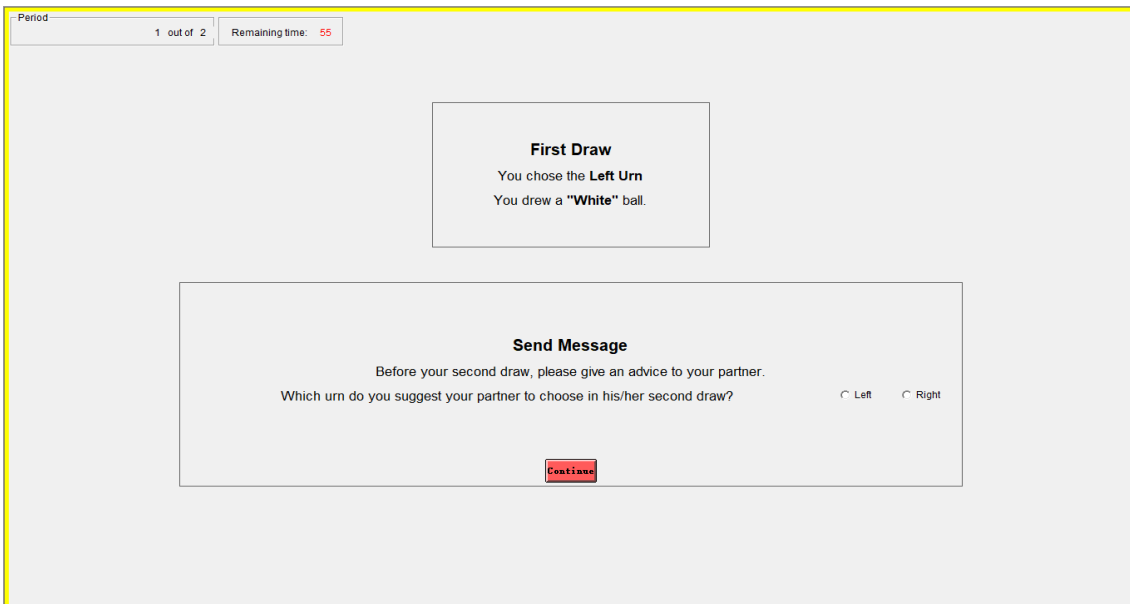 Period
1 out of 2
Remaining time: 55
First Draw
You chose the Left Urn
You drew a "White" ball.
Send Message
Before your second draw, please give an advice to your partner.
Which urn do you suggest your partner to choose in his/her second draw? Left Right
Continue